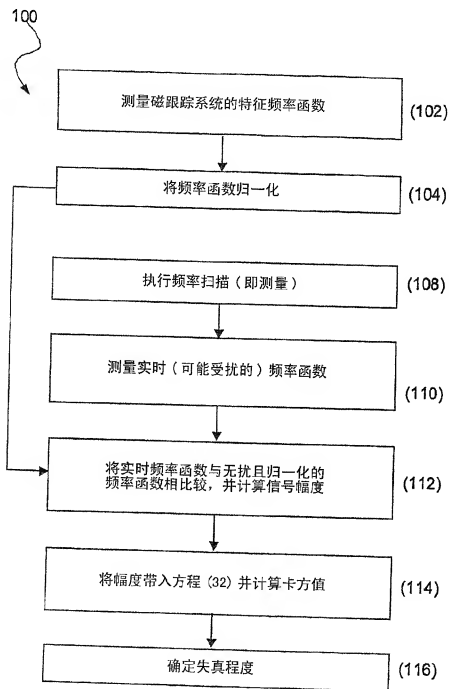 100
测量磁跟踪系统的特征频率函数
(102)
将频率函数归一化
(104)
执行频率扫描（即测量）
(108)
测量实时（可能受扰的）频率函数
(110)
将实时频率函数与无扰且归一化的
频率函数相比较，并计算信号幅度
(112)
将幅度带入方程 (32) 并计算卡方值
(114)
确定失真程度
(116)